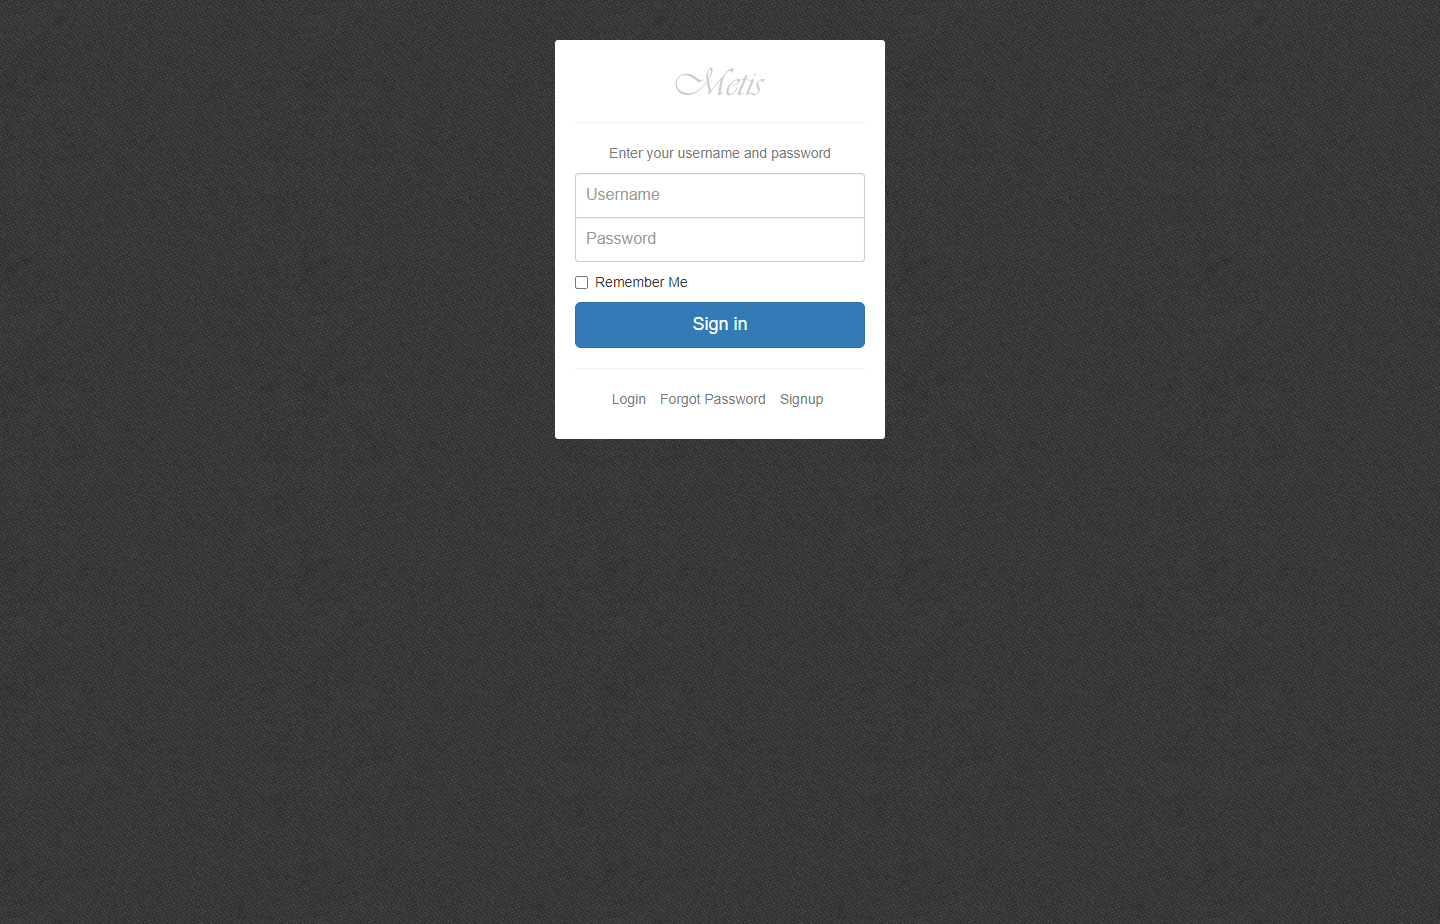 Metis
Enter your username and password
Username
Password
Remember Me
Sign in
Login Forgot Password Signup